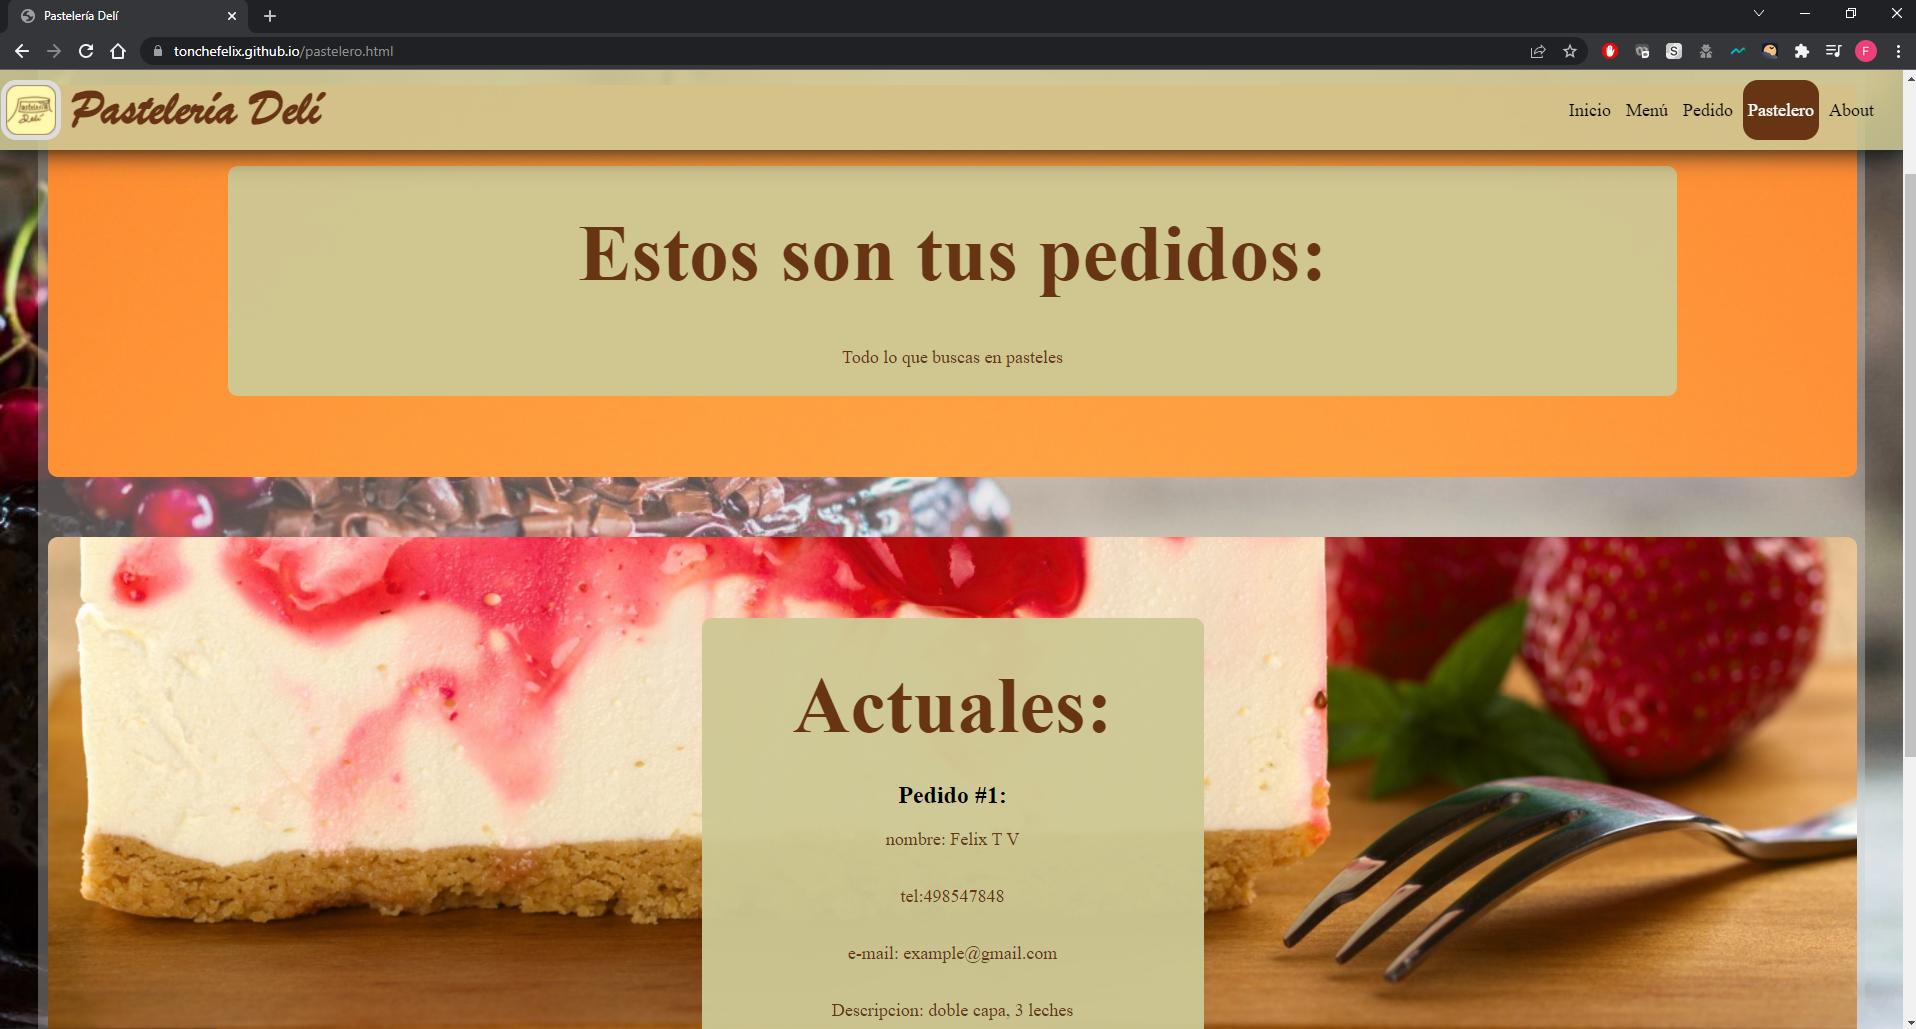 Pastelería Delí
tonchefelix.github.io/pastelero.html
S
F
Pastelería Delí
Inicio Menú Pedido Pastelero About
Estos son tus pedidos:
Todo lo que buscas en pasteles
Actuales:
Pedido #1:
nombre: Felix T V
tel:498547848
e-mail: example@gmail.com
Descripcion: doble capa, 3 leches